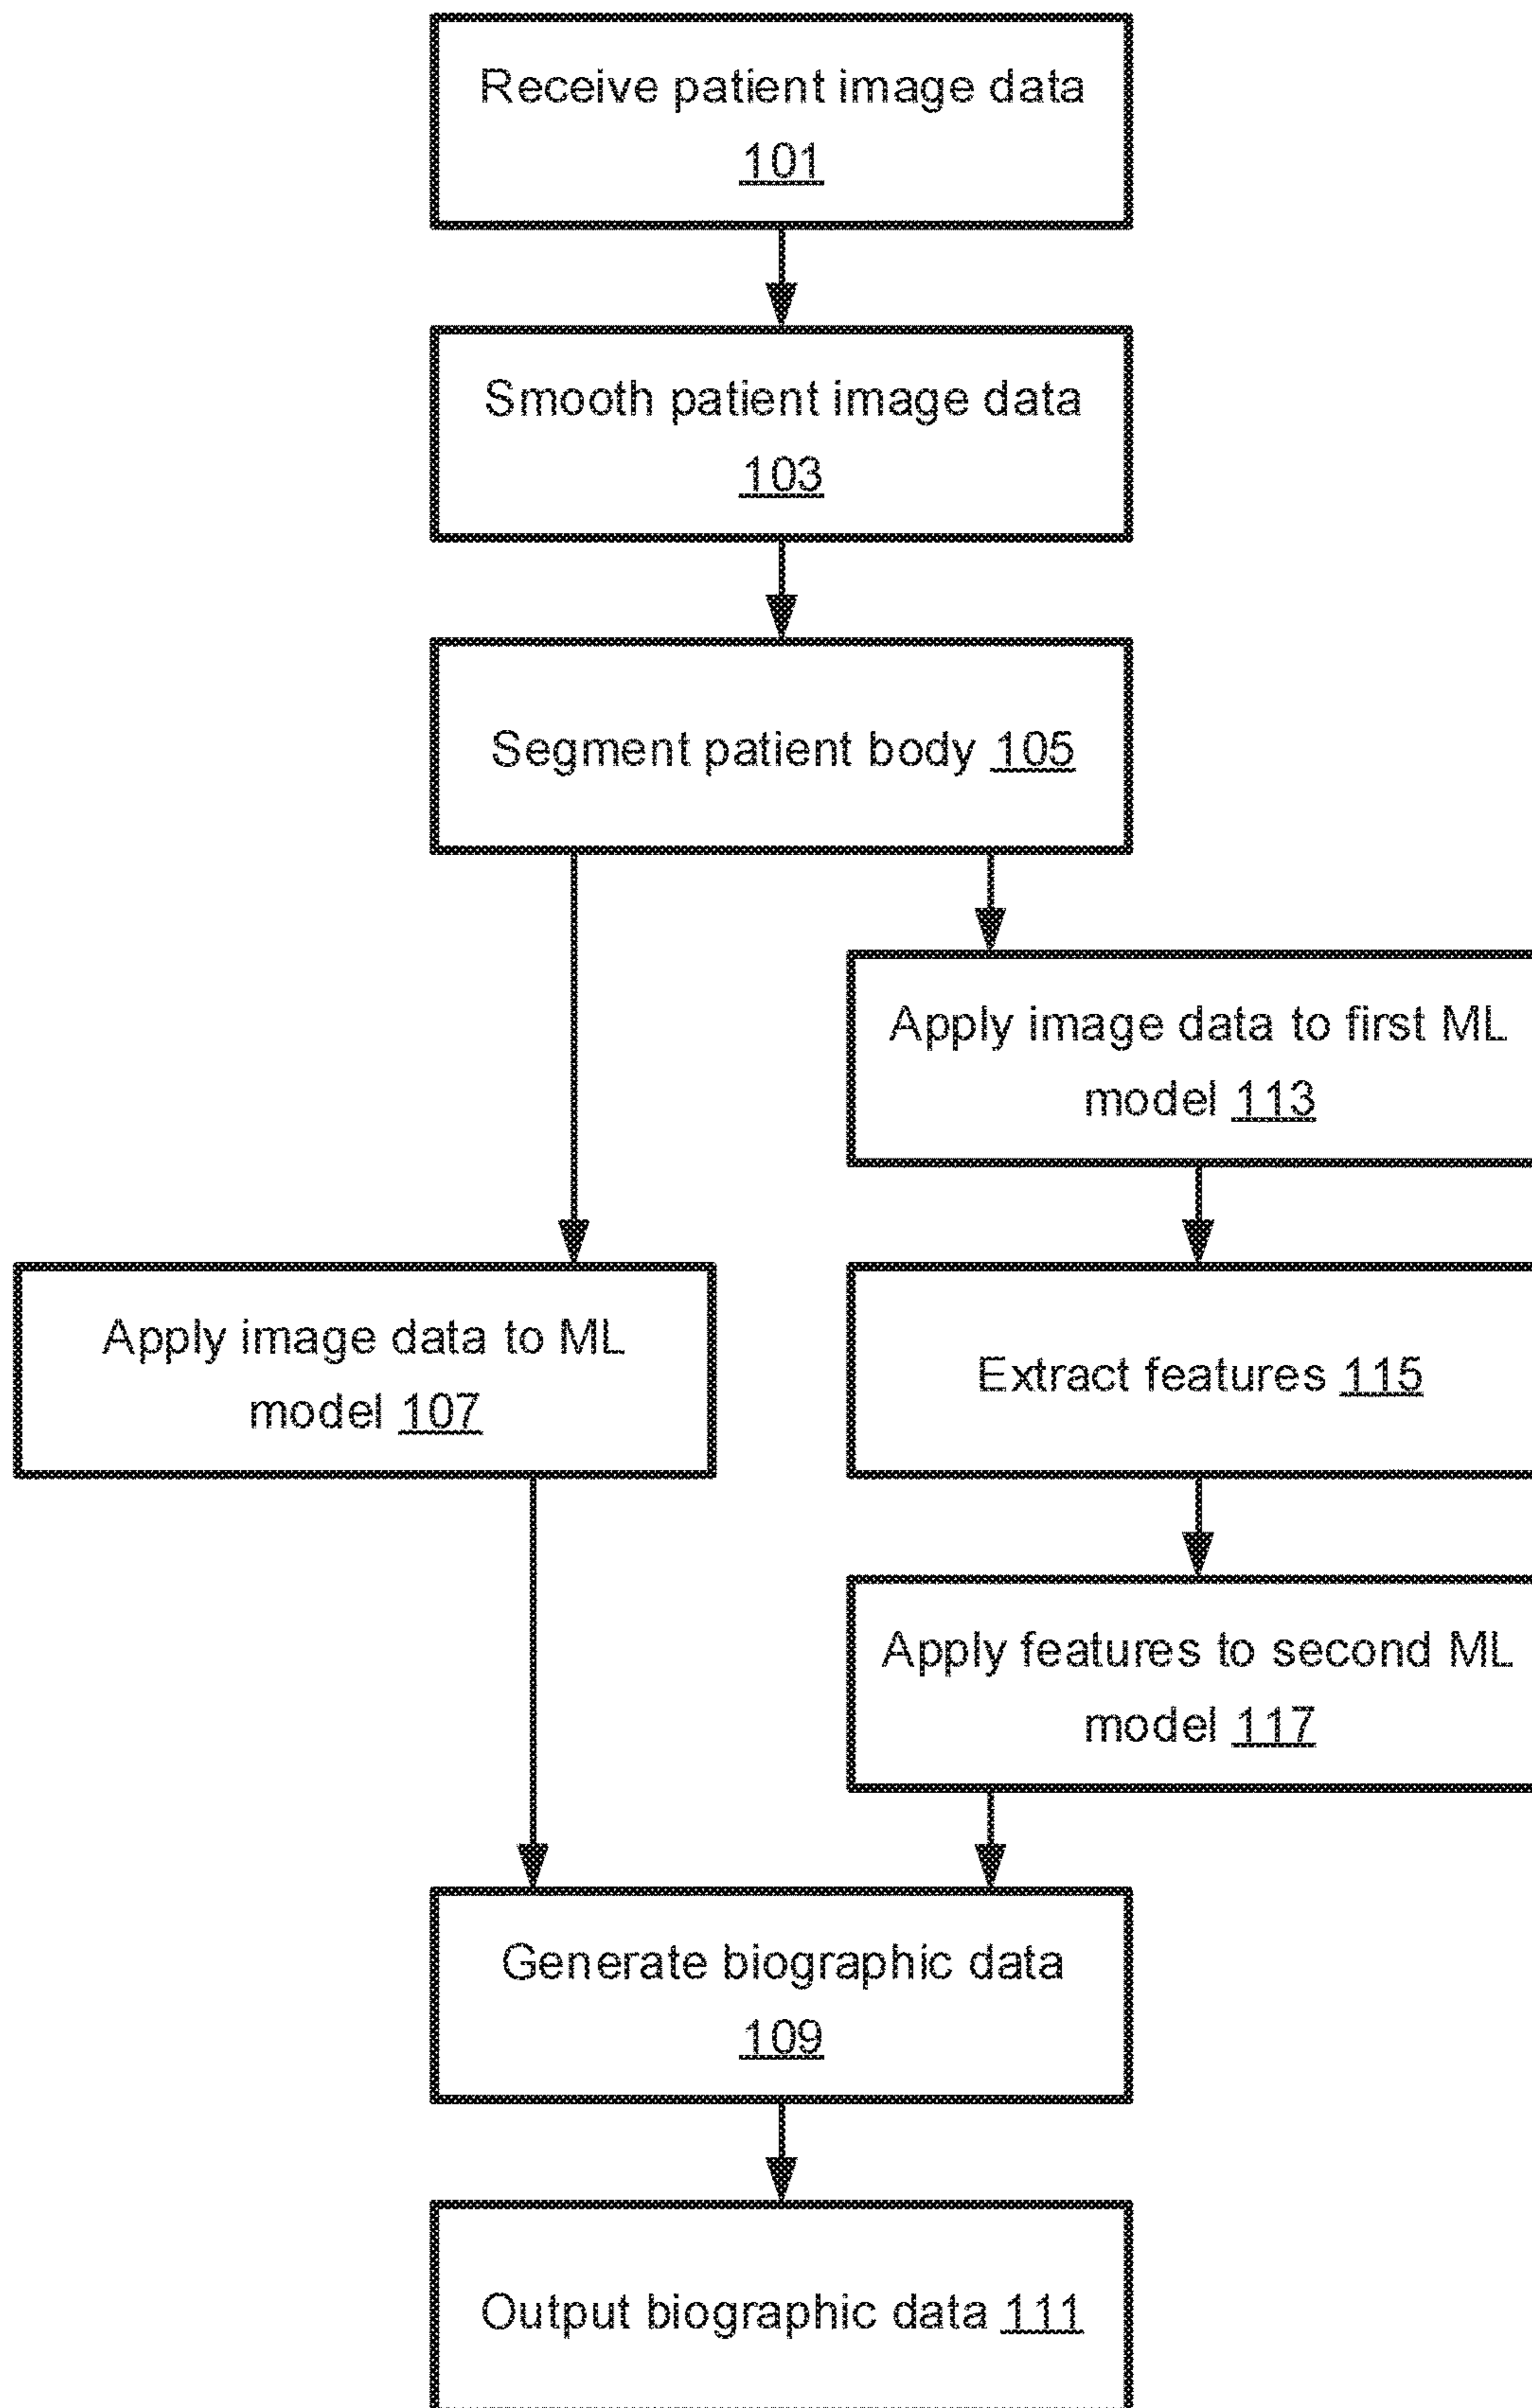 Receive patient image data
101
Smooth patient image data
103
Segment patient body 105
Apply image data to first ML
model 113
Apply image data to ML
model 107
Extract features 115
Apply features to second ML
model 117
Generate biographic data
109
Output biographic data 111